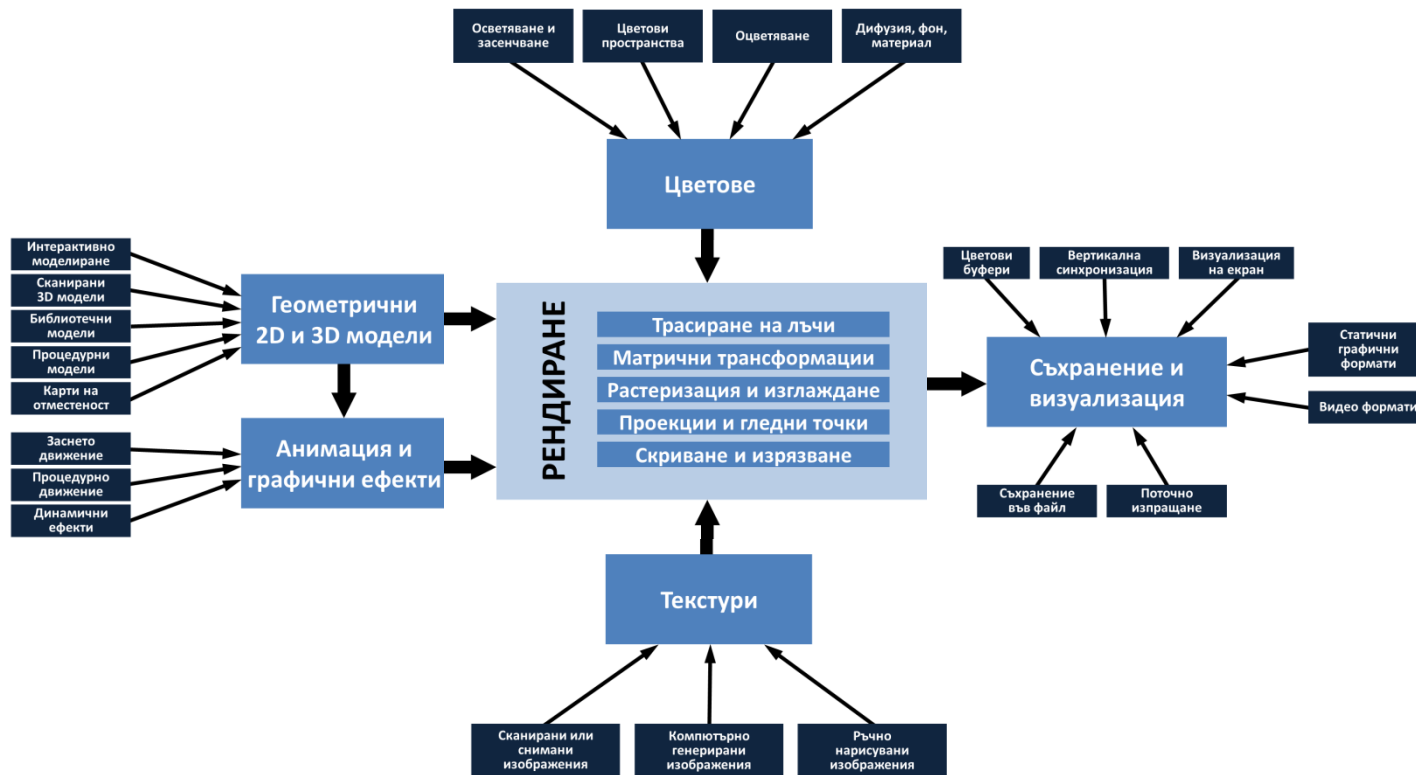 Осветяване и
засенчване
Цветови
пространства
Оцветяване
Дифузия, фон,
материал
Цветове
Интерактивно
моделиране
Сканирани
3D модели
Библиотечни
модели
Процедурни
модели
Карти на
отместеност
Геометрични
2D и 3D модели
Заснето
движение
Процедурно
движение
Динамични
ефекти
Анимация и
графични ефекти
РЕНДИРАНЕ
Трасиране на лъчи
Матрични трансформации
Растеризация и изглаждане
Проекции и гледни точки
Скриване и изрязване
Цветови
буфери
Вертикална
синхронизация
Визуализация
на екран
Съхранение и
визуализация
Статични
графични
формати
Видео формати
Съхранение
във файл
Поточно
изпращане
Текстури
Сканирани или
снимани
изображения
Компютърно
генерирани
изображения
Ръчно
нарисувани
изображения